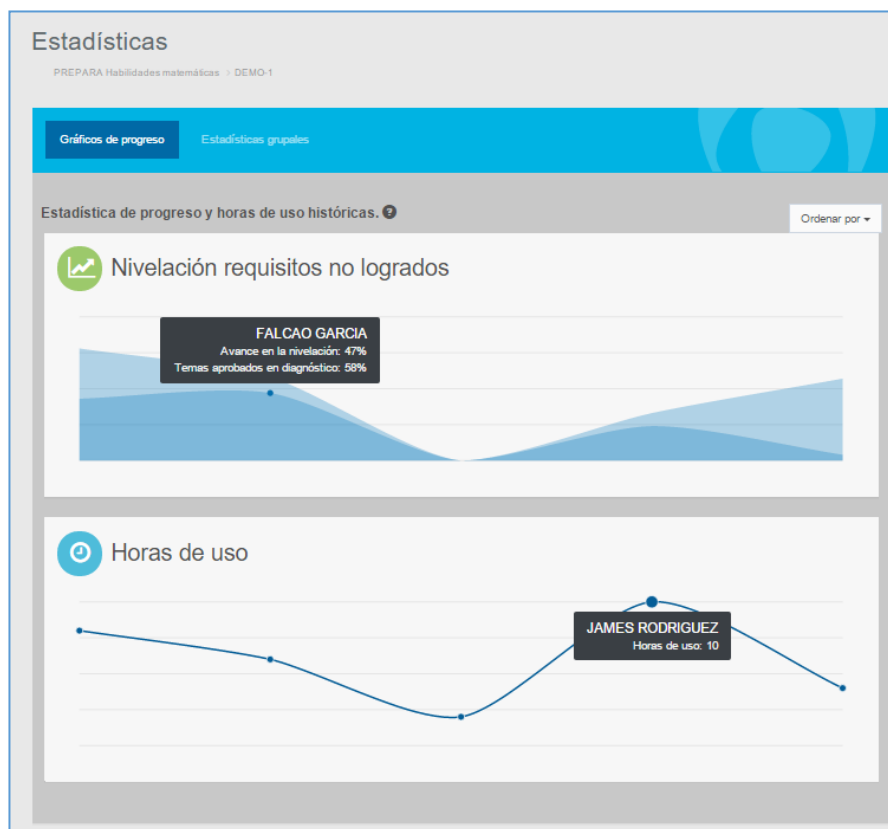 Estadísticas
PREPARA Habilidades matemáticas > DEMO-1
Gráficos de progreso
Estadísticas grupales
Estadística de progreso y horas de uso históricas. ?
Ordenar por
Nivelación requisitos no logrados
FALCAO GARCIA
Avance en la nivelación: 47%
Temas aprobados en diagnóstico: 58%
Horas de uso
JAMES RODRIGUEZ
Horas de uso: 10